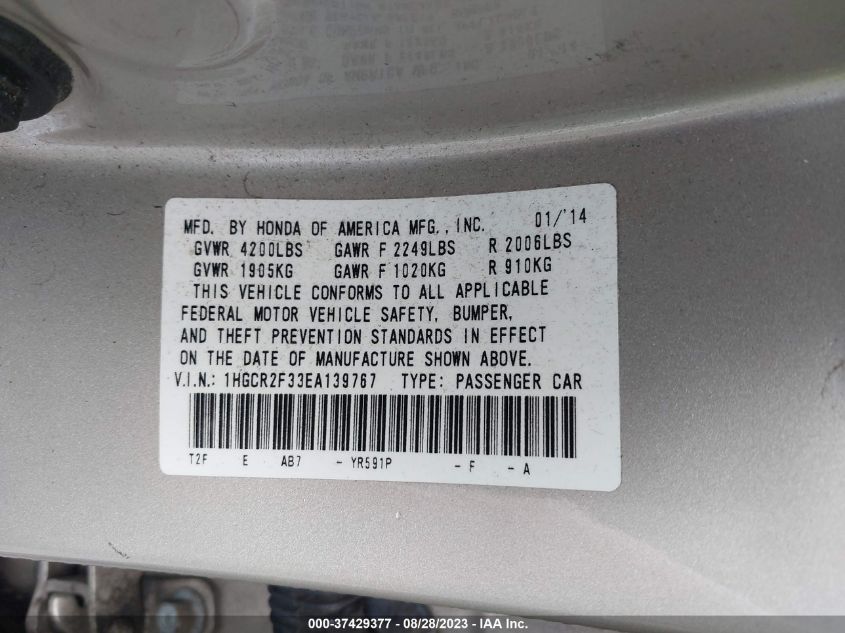 MFD. BY HONDA OF AMERICA MFG., INC. 01/'14
GVWR 4200LBS GAWR F 2249LBS R 2006LBS
GVWR 1905KG GAWR F 1020KG R 910KG
THIS VEHICLE CONFORMS TO ALL APPLICABLE
FEDERAL MOTOR VEHICLE SAFETY, BUMPER,
AND THEFT PREVENTION STANDARDS IN EFFECT
ON THE DATE OF MANUFACTURE SHOWN ABOVE.
V.I.N.: 1HGCR2F33EA139767 TYPE: PASSENGER CAR
T2F E AB7 - YR591P - F - A
000-37429377 - 08/28/2023 - 1HGCR2F33EA139767 - IAA Inc.